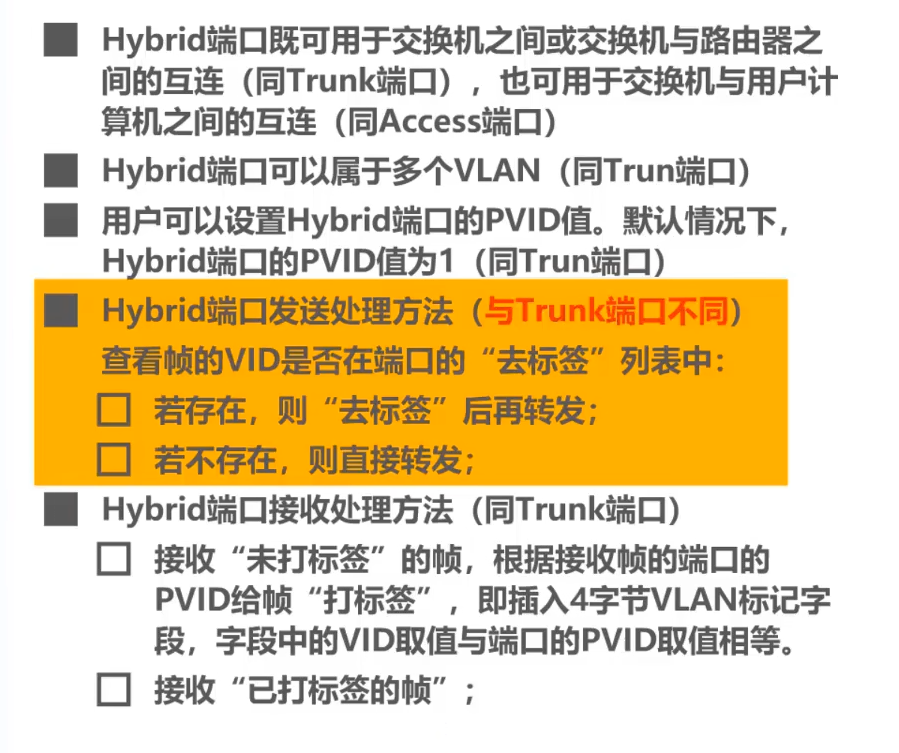 Hybrid端口既可用于交换机之间或交换机与路由器之
间的互连（同Trunk端口），也可用于交换机与用户计
算机之间的互连（同Access端口）
Hybrid端口可以属于多个VLAN（同Trun端口）
用户可以设置Hybrid端口的PVID值。默认情况下，
Hybrid端口的PVID值为1（同Trun端口）
Hybrid端口发送处理方法（与Trunk端口不同）
查看帧的VID是否在端口的“去标签”列表中：
若存在，则“去标签”后再转发；
若不存在，则直接转发；
Hybrid端口接收处理方法（同Trunk端口）
接收“未打标签”的帧，根据接收帧的端口的
PVID给帧“打标签”，即插入4字节VLAN标记字
段，字段中的VID取值与端口的PVID取值相等。
接收“已打标签的帧”；